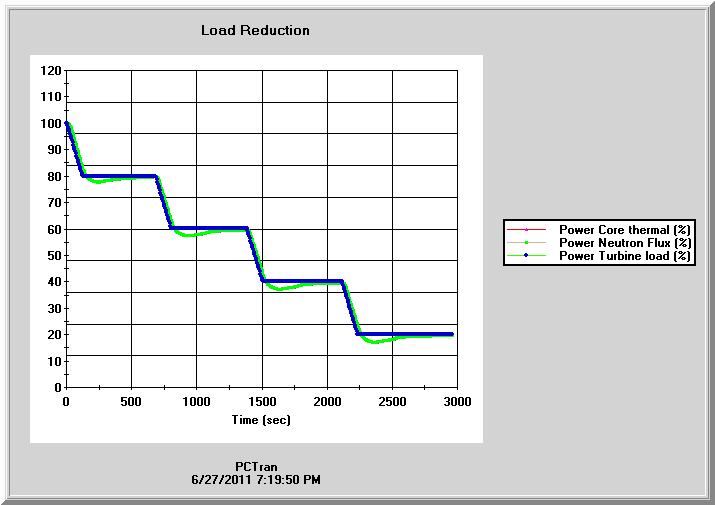 Load Reduction
120
110
100
90
80
70
60
50
40
30
20
10
0
0 500 1000 1500 2000 2500 3000
Time (sec)
Power Core thermal (%)
Power Neutron Flux (%)
Power Turbine load (%)
PCTran
6/27/2011 7:19:50 PM